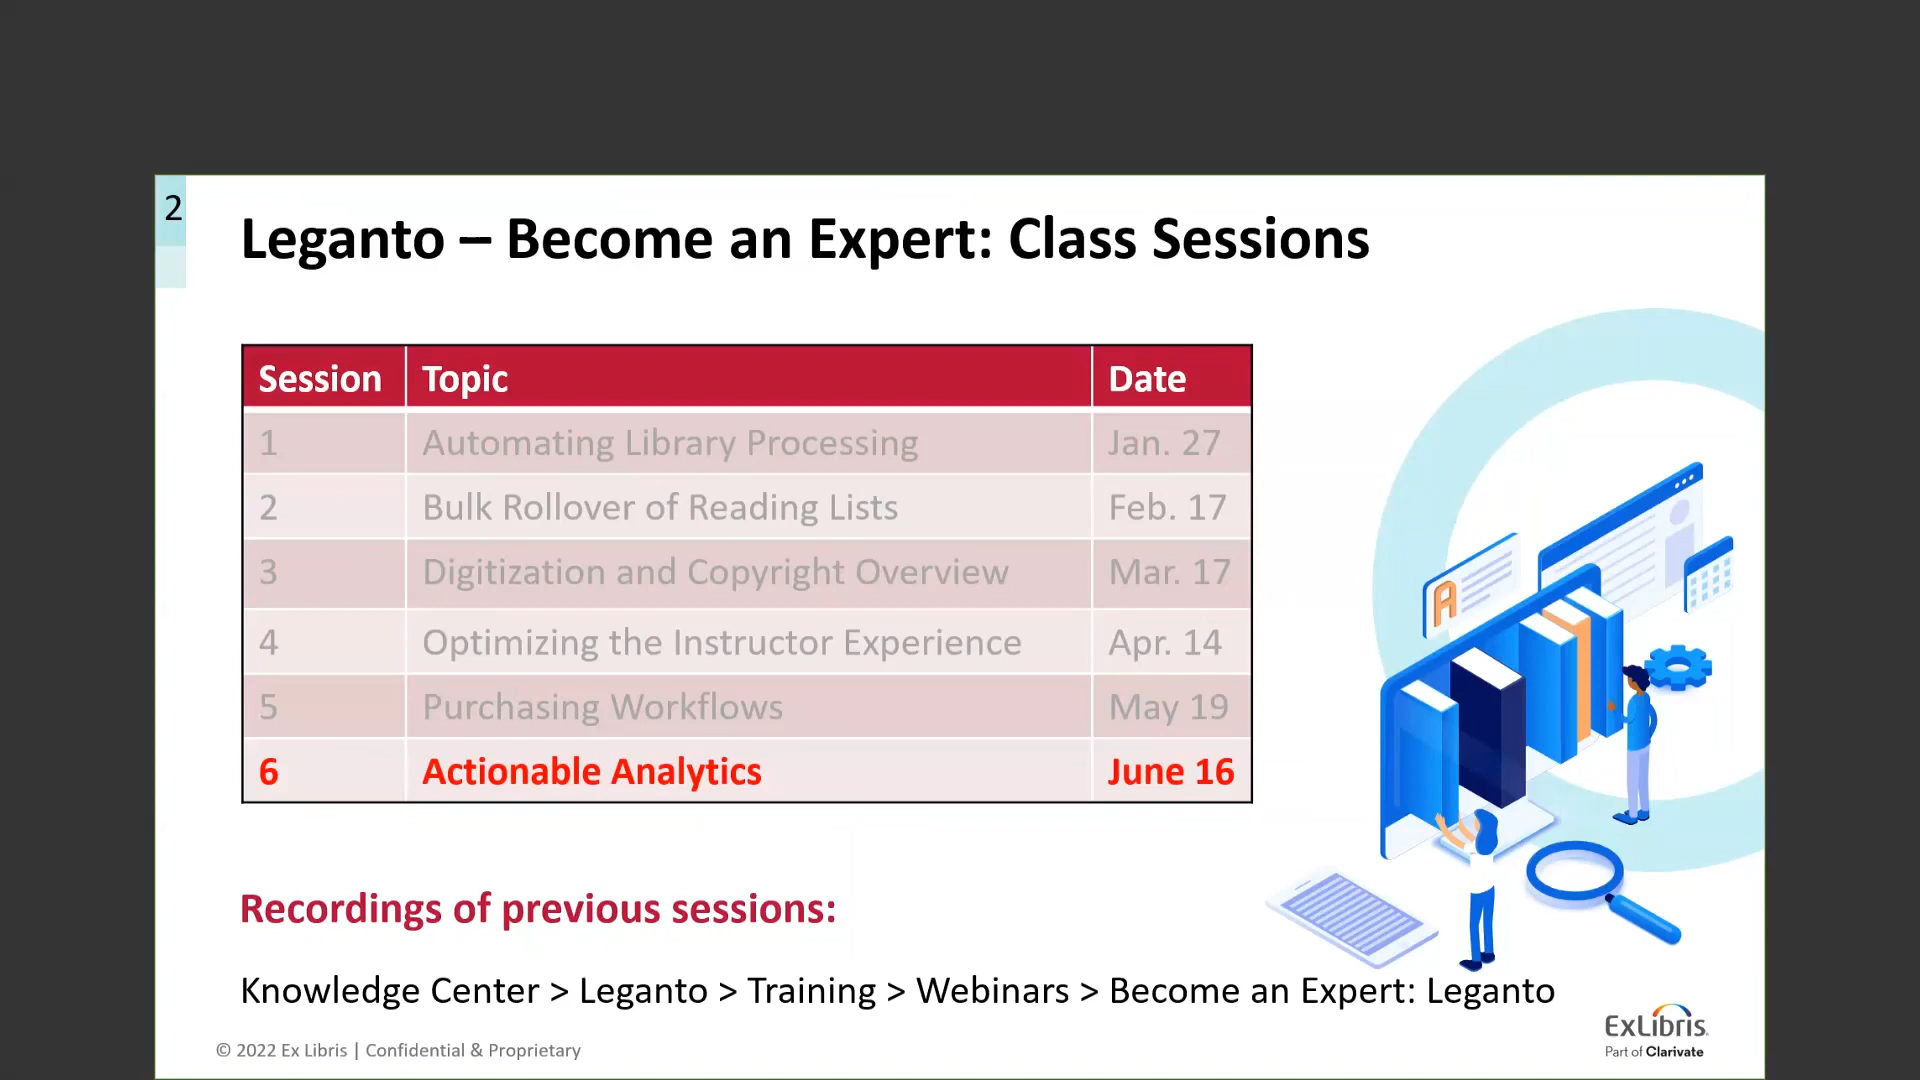 2
Leganto – Become an Expert: Class Sessions
Session Topic Date
1 Automating Library Processing Jan. 27
2 Bulk Rollover of Reading Lists Feb. 17
3 Digitization and Copyright Overview Mar. 17
4 Optimizing the Instructor Experience Apr. 14
5 Purchasing Workflows May 19
6 Actionable Analytics June 16
A
Recordings of previous sessions:
Knowledge Center > Leganto > Training > Webinars > Become an Expert: Leganto
© 2022 Ex Libris | Confidential & Proprietary
ExLibris
Part of Clarivate